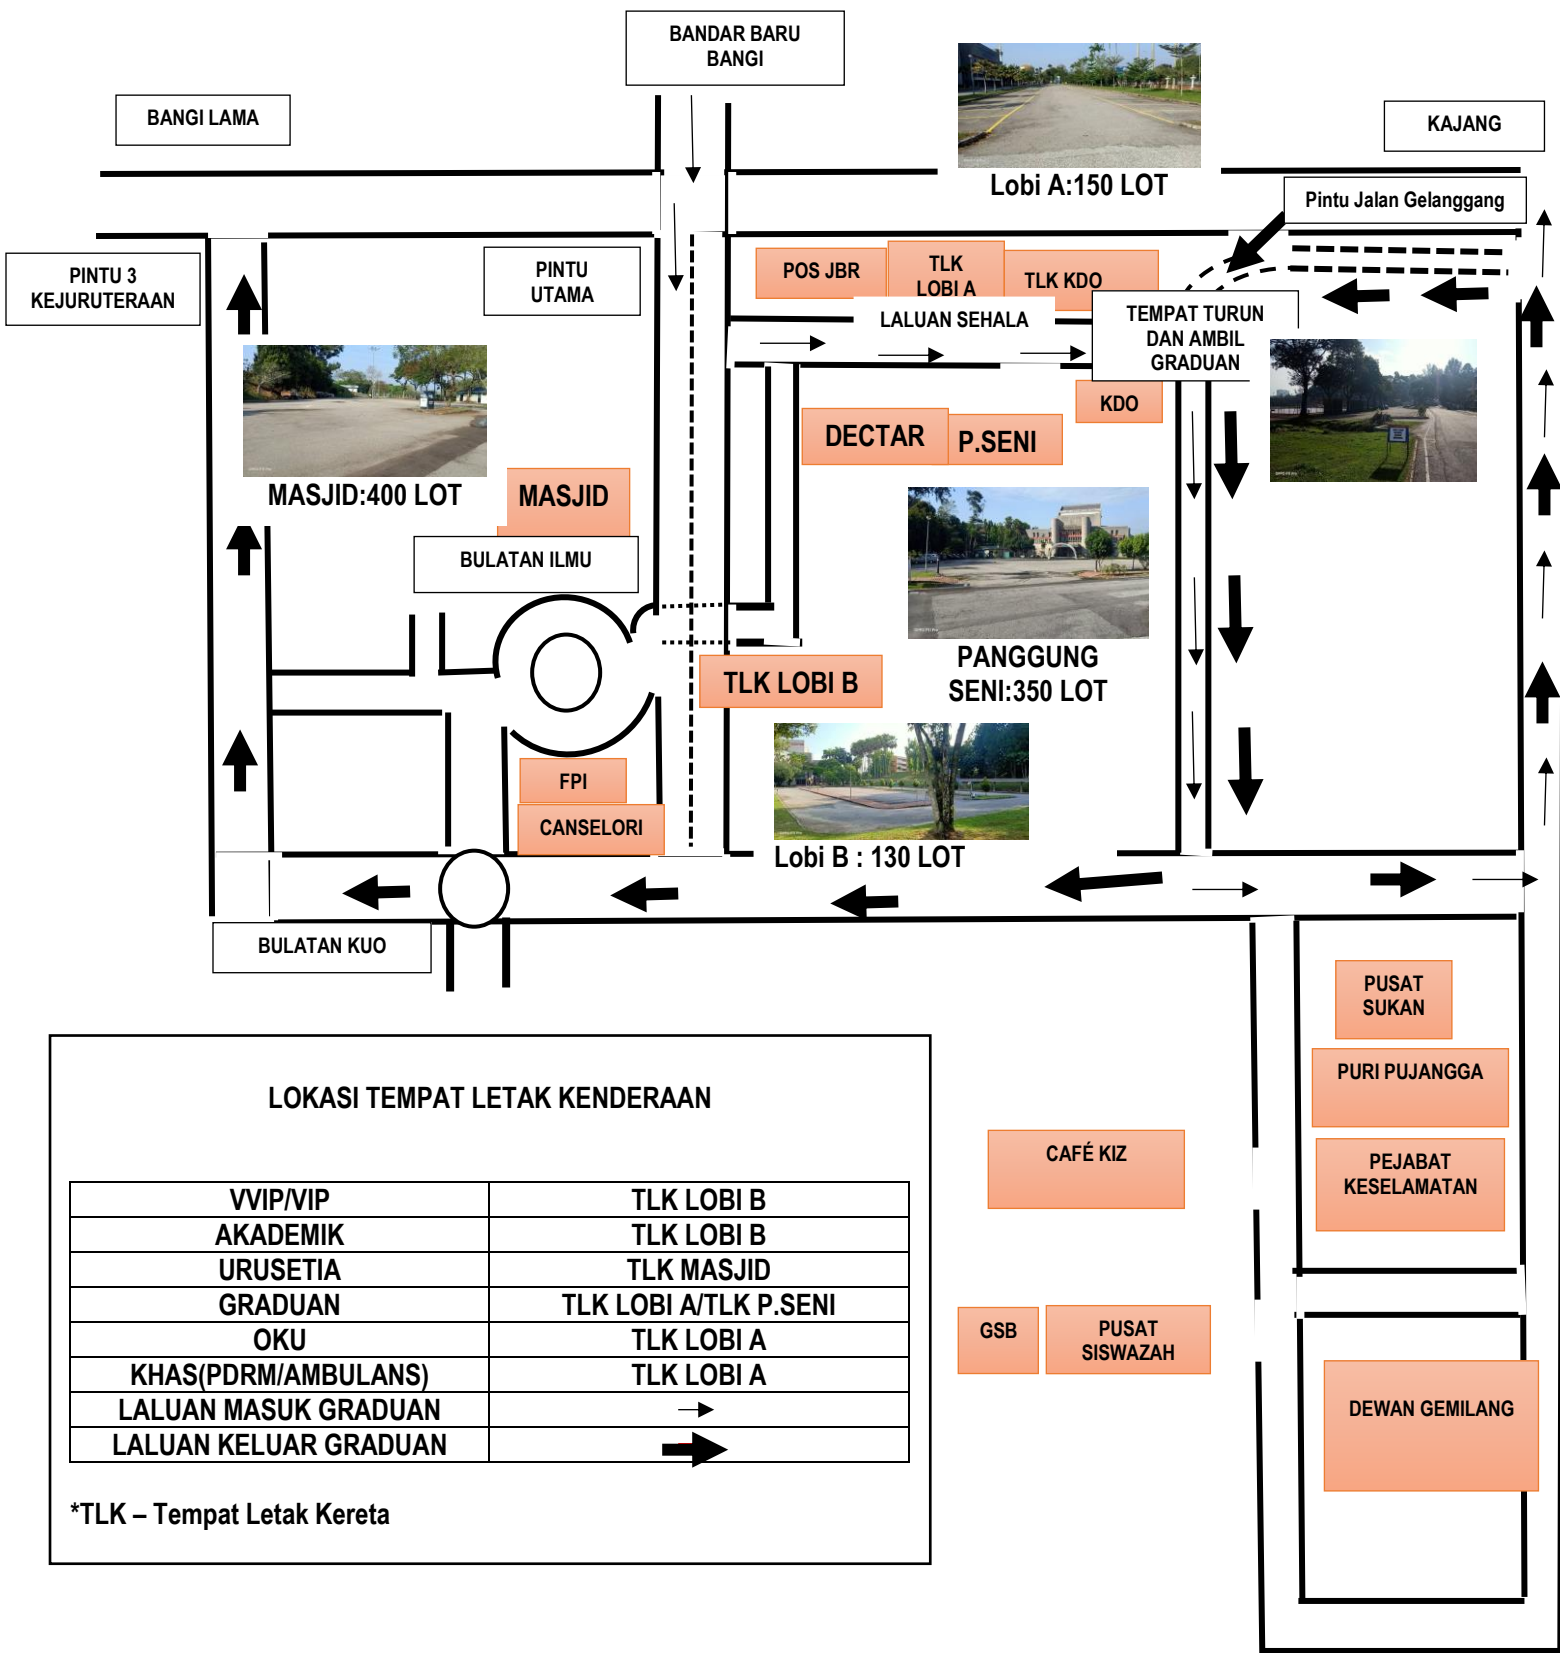 BANDAR BARU
BANGI
BANGI LAMA
KAJANG
Lobi A:150 LOT
Pintu Jalan Gelanggang
PINTU 3
KEJURUTERAAN
PINTU
UTAMA
POS JBR
TLK
LOBI A
TLK KDO
LALUAN SEHALA
TEMPAT TURUN
DAN AMBIL
GRADUAN
KDO
DECTAR
P.SENI
MASJID:400 LOT
MASJID
BULATAN ILMU
PANGGUNG
SENI:350 LOT
TLK LOBI B
FPI
CANSELORI
Lobi B : 130 LOT
BULATAN KUO
PUSAT
SUKAN
PURI PUJANGGA
PEJABAT
KESELAMATAN
CAFÉ KIZ
GSB
PUSAT
SISWAZAH
DEWAN GEMILANG
LOKASI TEMPAT LETAK KENDERAAN
VVIP/VIP TLK LOBI B
AKADEMIK TLK LOBI B
URUSETIA TLK MASJID
GRADUAN TLK LOBI A/TLK P.SENI
OKU TLK LOBI A
KHAS(PDRM/AMBULANS) TLK LOBI A
LALUAN MASUK GRADUAN
LALUAN KELUAR GRADUAN
*TLK – Tempat Letak Kereta